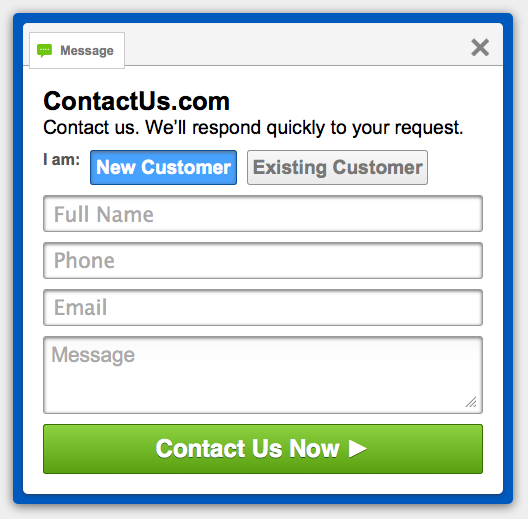 Message
ContactUs.com
Contact us. We’ll respond quickly to your request.
I am: New Customer Existing Customer
Full Name
Phone
Email
Message
Contact Us Now ►